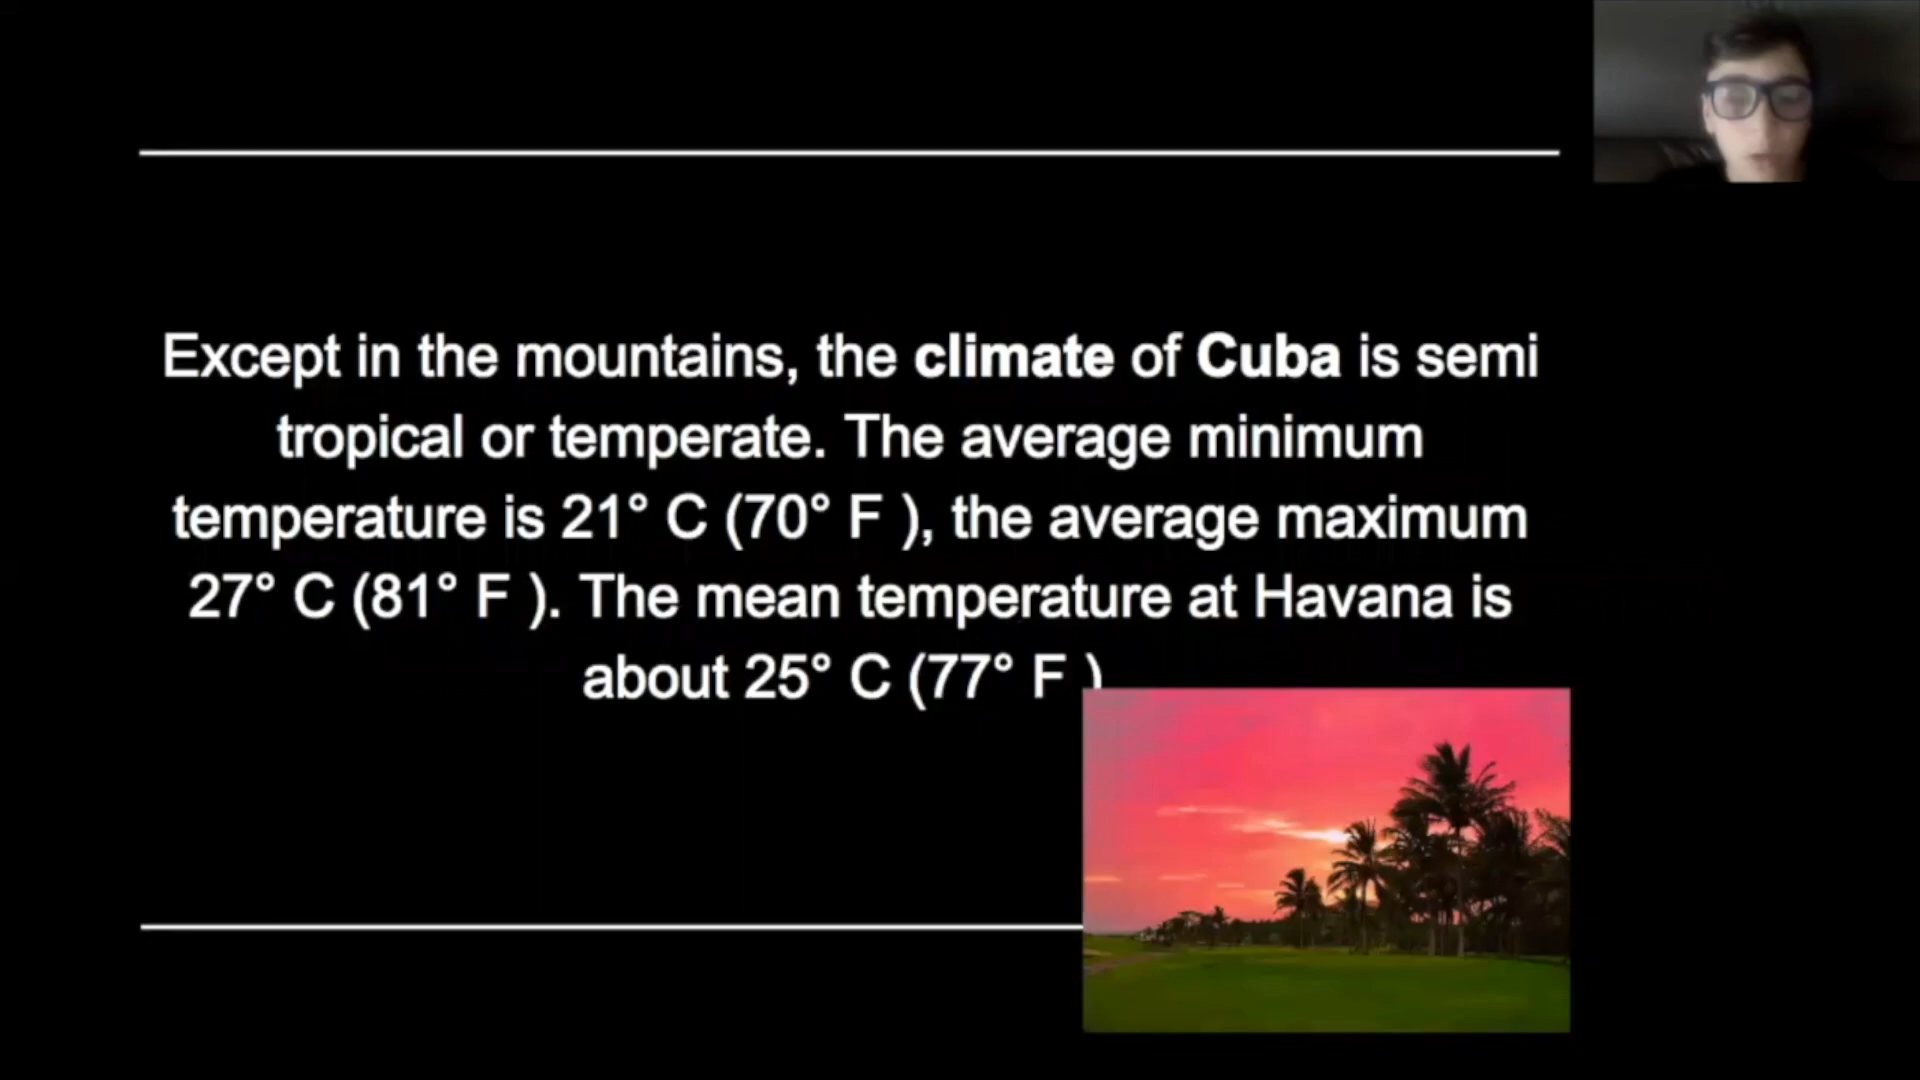 Except in the mountains, the climate of Cuba is semi
tropical or temperate. The average minimum
temperature is 21° C (70° F ), the average maximum
27° C (81° F ). The mean temperature at Havana is
about 25° C (77° F )